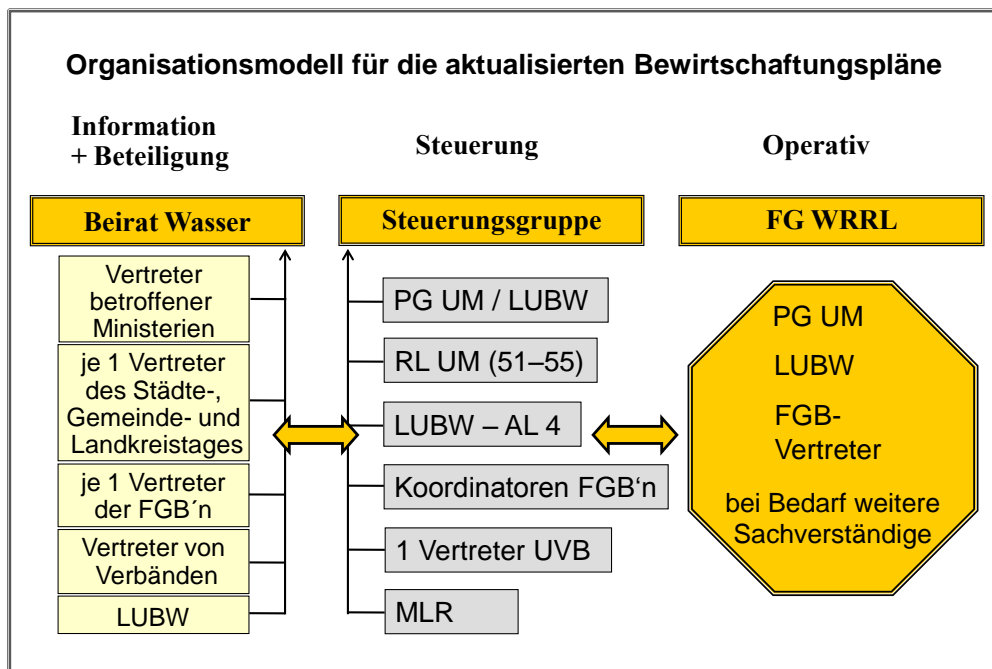 Organisationsmodell für die aktualisierten Bewirtschaftungspläne
Information
+ Beteiligung
Beirat Wasser
Vertreter
betroffener
Ministerien
je 1 Vertreter
des Städte-,
Gemeinde- und
Landkreistages
je 1 Vertreter
der FGB´n
Vertreter von
Verbänden
LUBW
Steuerung
Steuerungsgruppe
PG UM / LUBW
RL UM (51–55)
LUBW – AL 4
Koordinatoren FGB‘n
1 Vertreter UVB
MLR
Operativ
FG WRRL
PG UM
LUBW
FGB-
Vertreter
bei Bedarf weitere
Sachverständige